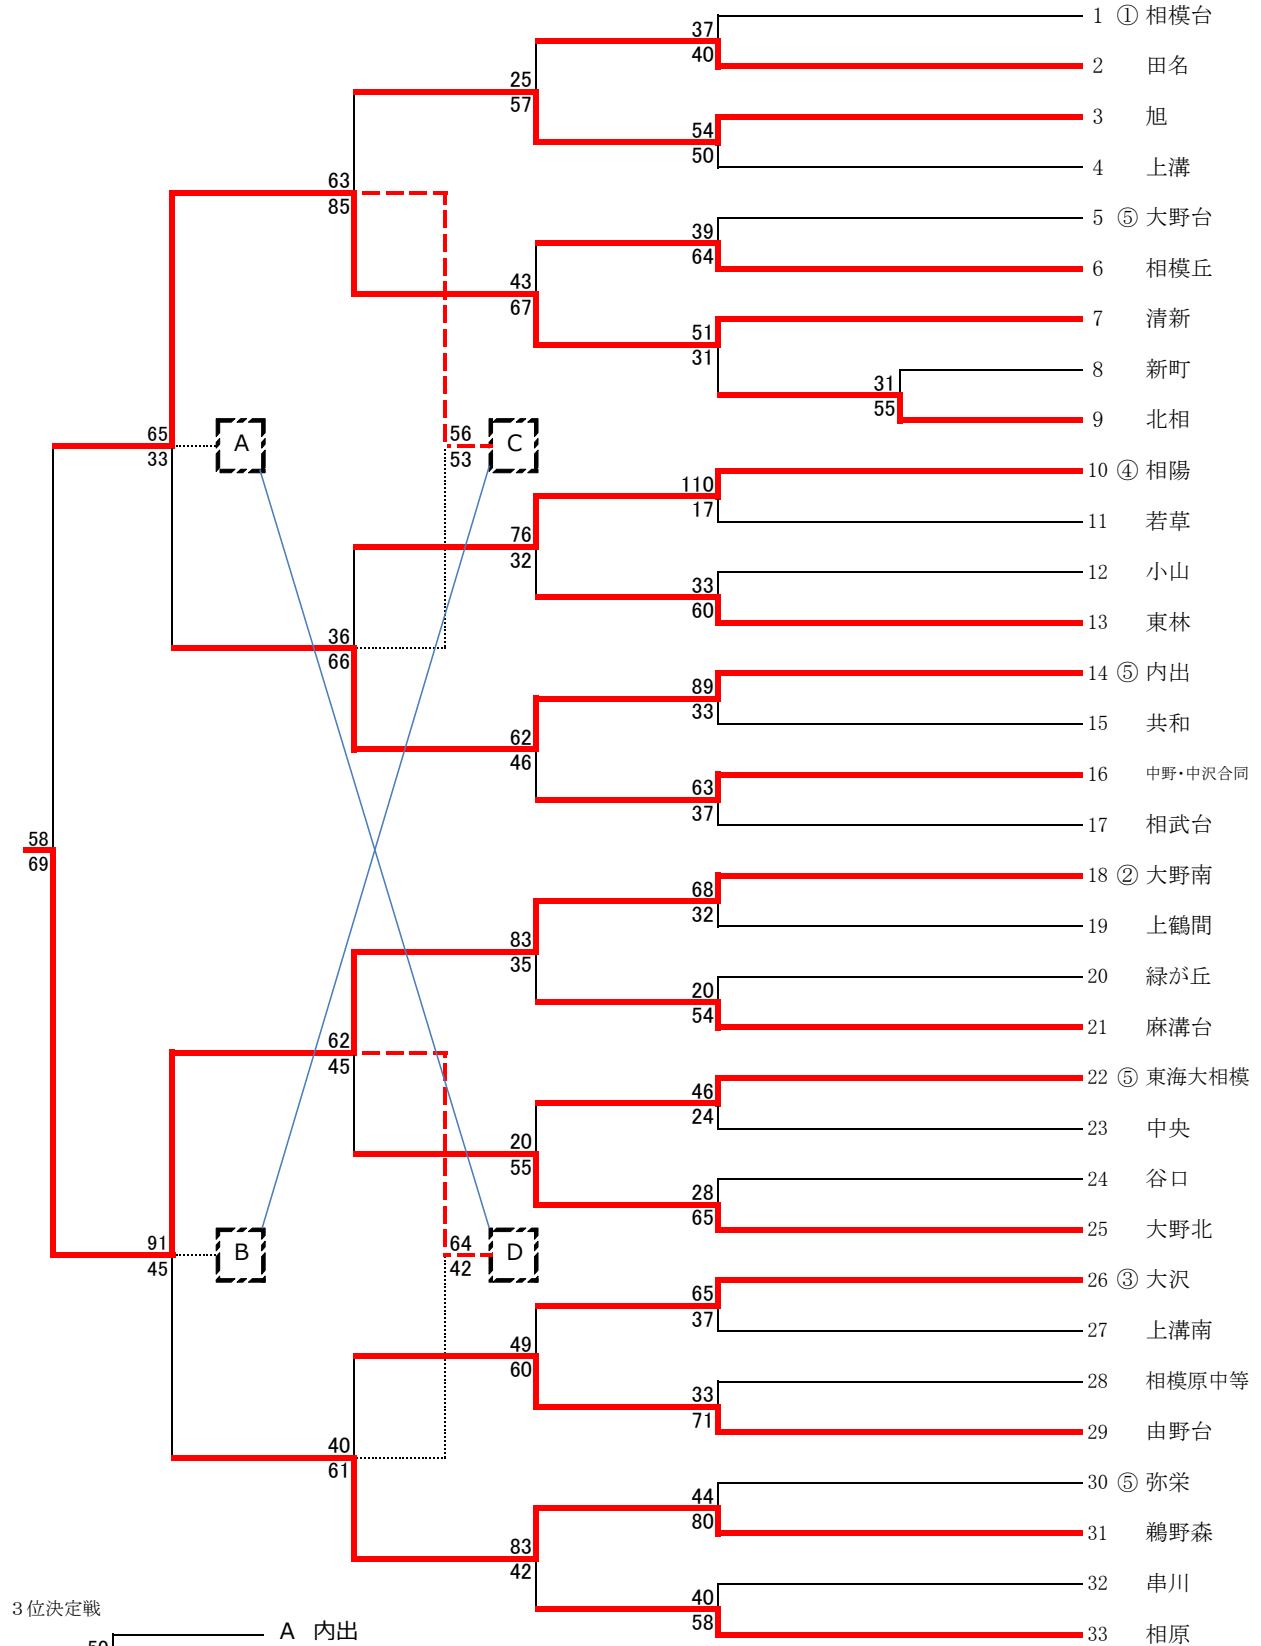 1 ① 相模台
37
40
2 田名
25
57
3 旭
54
50
4 上溝
63
85
5 ⑤ 大野台
39
64
6 相模丘
43
67
7 清新
51
31
8 新町
31
55
9 北相
65
33
A
56
53
C
10 ④ 相陽
110
17
11 若草
76
32
12 小山
33
60
13 東林
36
66
14 ⑤ 内出
89
33
15 共和
62
46
16 中野・中沢合同
63
37
17 相武台
58
69
18 ② 大野南
68
32
19 上鶴間
83
35
20 緑が丘
20
54
21 麻溝台
62
45
22 ⑤ 東海大相模
46
24
23 中央
20
55
24 谷口
28
65
25 大野北
91
45
B
64
42
D
26 ③ 大沢
65
37
27 上溝南
49
60
28 相模原中等
33
71
29 由野台
40
61
30 ⑤ 弥栄
44
80
31 鵜野森
83
42
32 串川
40
58
33 相原
3位決定戦
A 内出